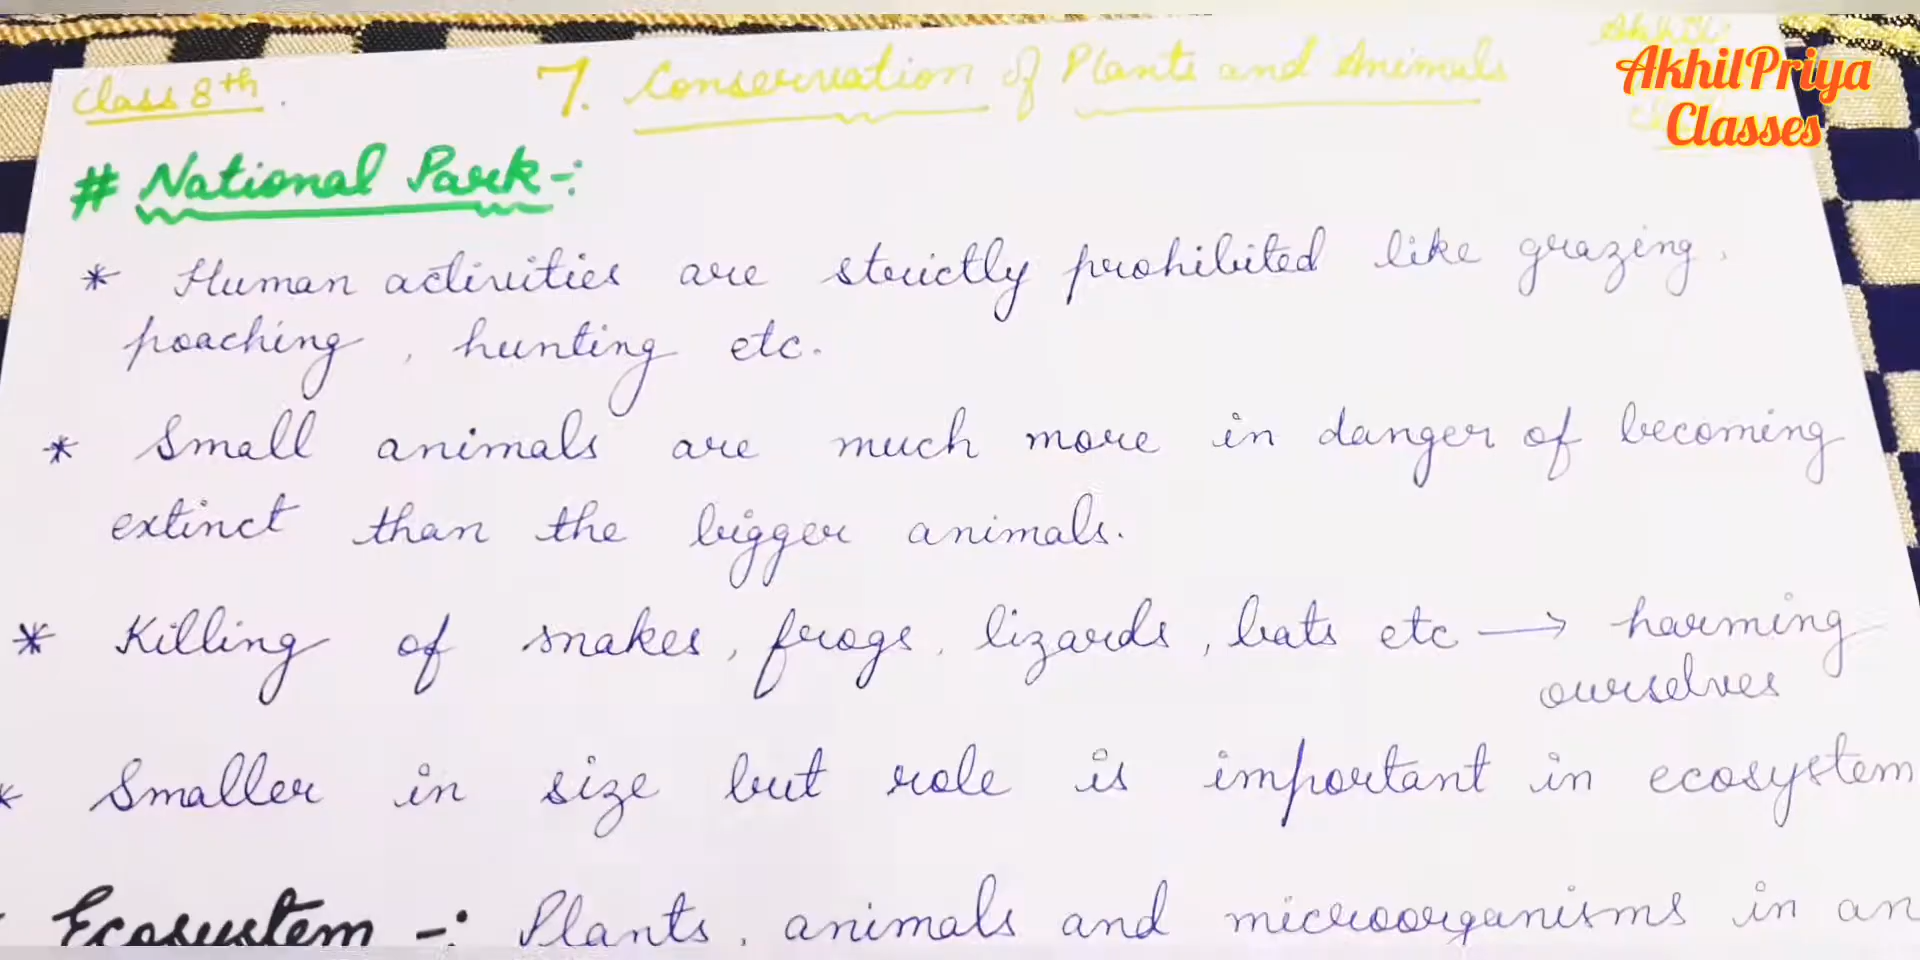 Class 8th.
7. Conservation of Plants and Animals
AkhilPriya
Classes
# National Park-:
* Human activities are strictly prohibited like grazing,
poaching, hunting etc.
* Small animals are much more in danger of becoming
extinct than the bigger animals.
* Killing of snakes, frogs, lizards, bats etc → harming
ourselves
* Smaller in size but role is important in ecosystem
Ecosystem -: Plants, animals and microorganisms in an